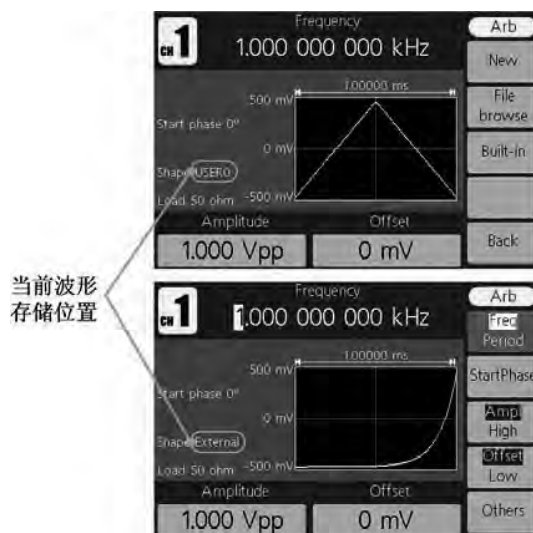 Frequency
CH 1
1.000 000 000 kHz
Arb
New
File
browse
Built-in
Back
1.00000 ms
500 mV
Start phase 0°
0 mV
Shape USER0
Load 50 ohm
-500 mV
Amplitude
Offset
1.000 Vpp
0 mV
当前波形
存储位置
Frequency
CH 1
1.000 000 000 kHz
Arb
Freq
Period
StartPhase
Ampl
High
Offset
Low
Others
1.00000 ms
500 mV
Start phase 0°
0 mV
Shape External
Load 50 ohm
-500 mV
Amplitude
Offset
1.000 Vpp
0 mV